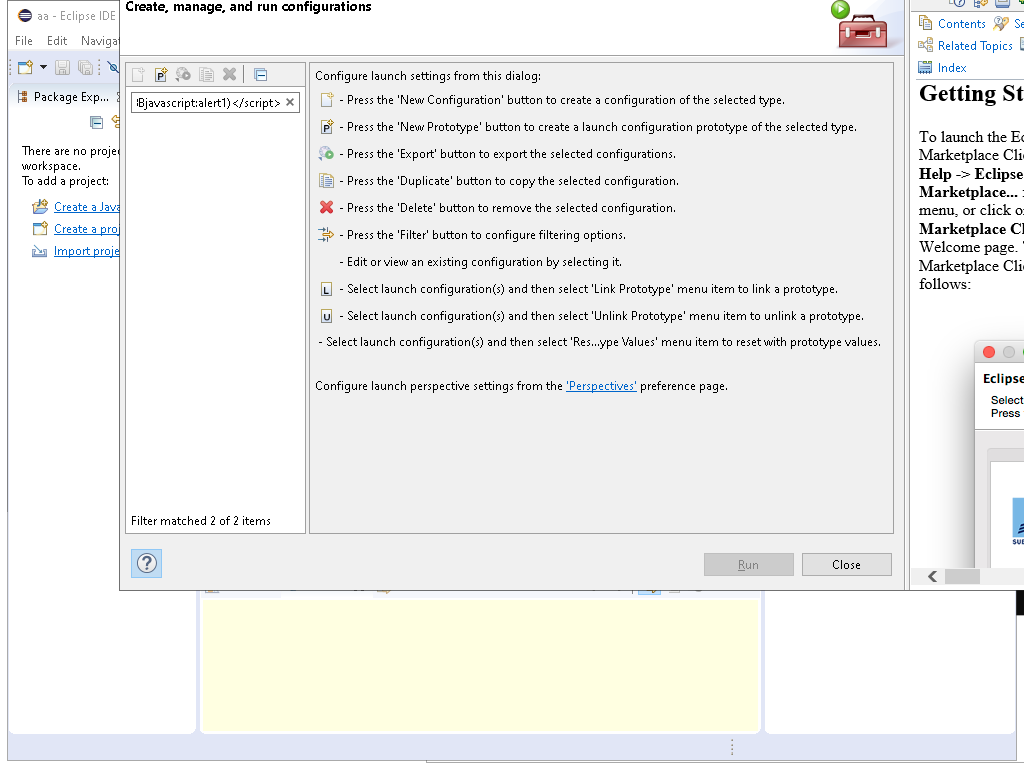 aa - Eclipse IDE
File Edit Naviga
Package Exp...
There are no proje
workspace.
To add a project:
Create a Java
Create a proj
Import proje
Create, manage, and run configurations
3javascript:alert1)</script>
Filter matched 2 of 2 items
Configure launch settings from this dialog:
- Press the 'New Configuration' button to create a configuration of the selected type.
P - Press the 'New Prototype' button to create a launch configuration prototype of the selected type.
- Press the 'Export' button to export the selected configurations.
- Press the 'Duplicate' button to copy the selected configuration.
- Press the 'Delete' button to remove the selected configuration.
- Press the 'Filter' button to configure filtering options.
- Edit or view an existing configuration by selecting it.
L - Select launch configuration(s) and then select 'Link Prototype' menu item to link a prototype.
U - Select launch configuration(s) and then select 'Unlink Prototype' menu item to unlink a prototype.
- Select launch configuration(s) and then select 'Res...ype Values' menu item to reset with prototype values.
Configure launch perspective settings from the 'Perspectives' preference page.
?
Run Close
Contents Se
Related Topics
Index
Getting St
To launch the Ec
Marketplace Clie
Help -> Eclipse
Marketplace...
menu, or click o
Marketplace Cl
Welcome page.
Marketplace Clie
follows:
Eclipse
Select
Press
SUB